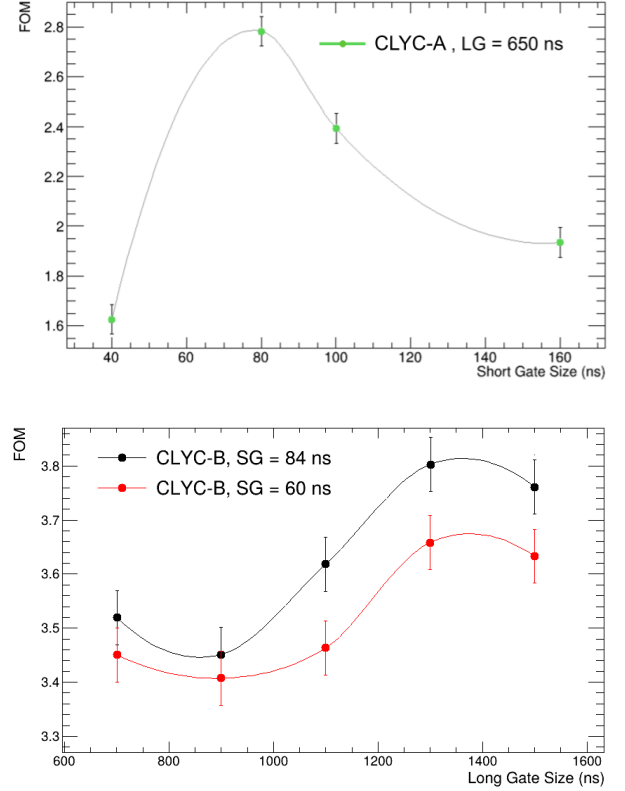 FOM
CLYC-A , LG = 650 ns
2.8
2.6
2.4
2.2
2
1.8
1.6
40 60 80 100 120 140 160
Short Gate Size (ns)
FOM
CLYC-B, SG = 84 ns
CLYC-B, SG = 60 ns
3.8
3.7
3.6
3.5
3.4
3.3
600 800 1000 1200 1400 1600
Long Gate Size (ns)